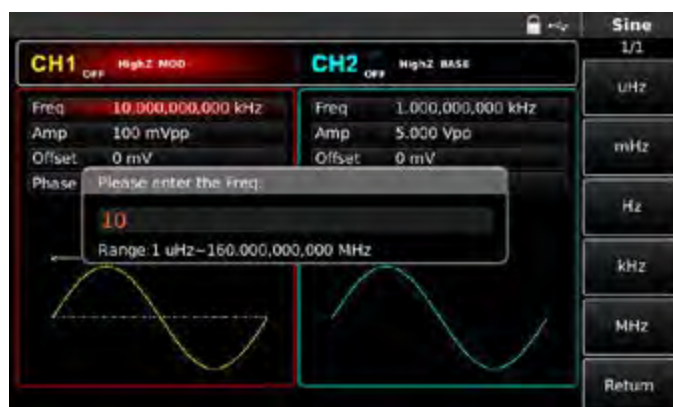 Sine
1/1
CH1 OFF HighZ MOD
CH2 OFF HighZ BASE
uHz
Freq 10.000,000,000 kHz
Freq 1.000,000,000 kHz
Amp 100 mVpp
Amp 5.000 Vpp
mHz
Offset 0 mV
Offset 0 mV
Phase
Please enter the Freq:
10
Hz
Range:1 uHz~160.000,000,000 MHz
kHz
MHz
Return